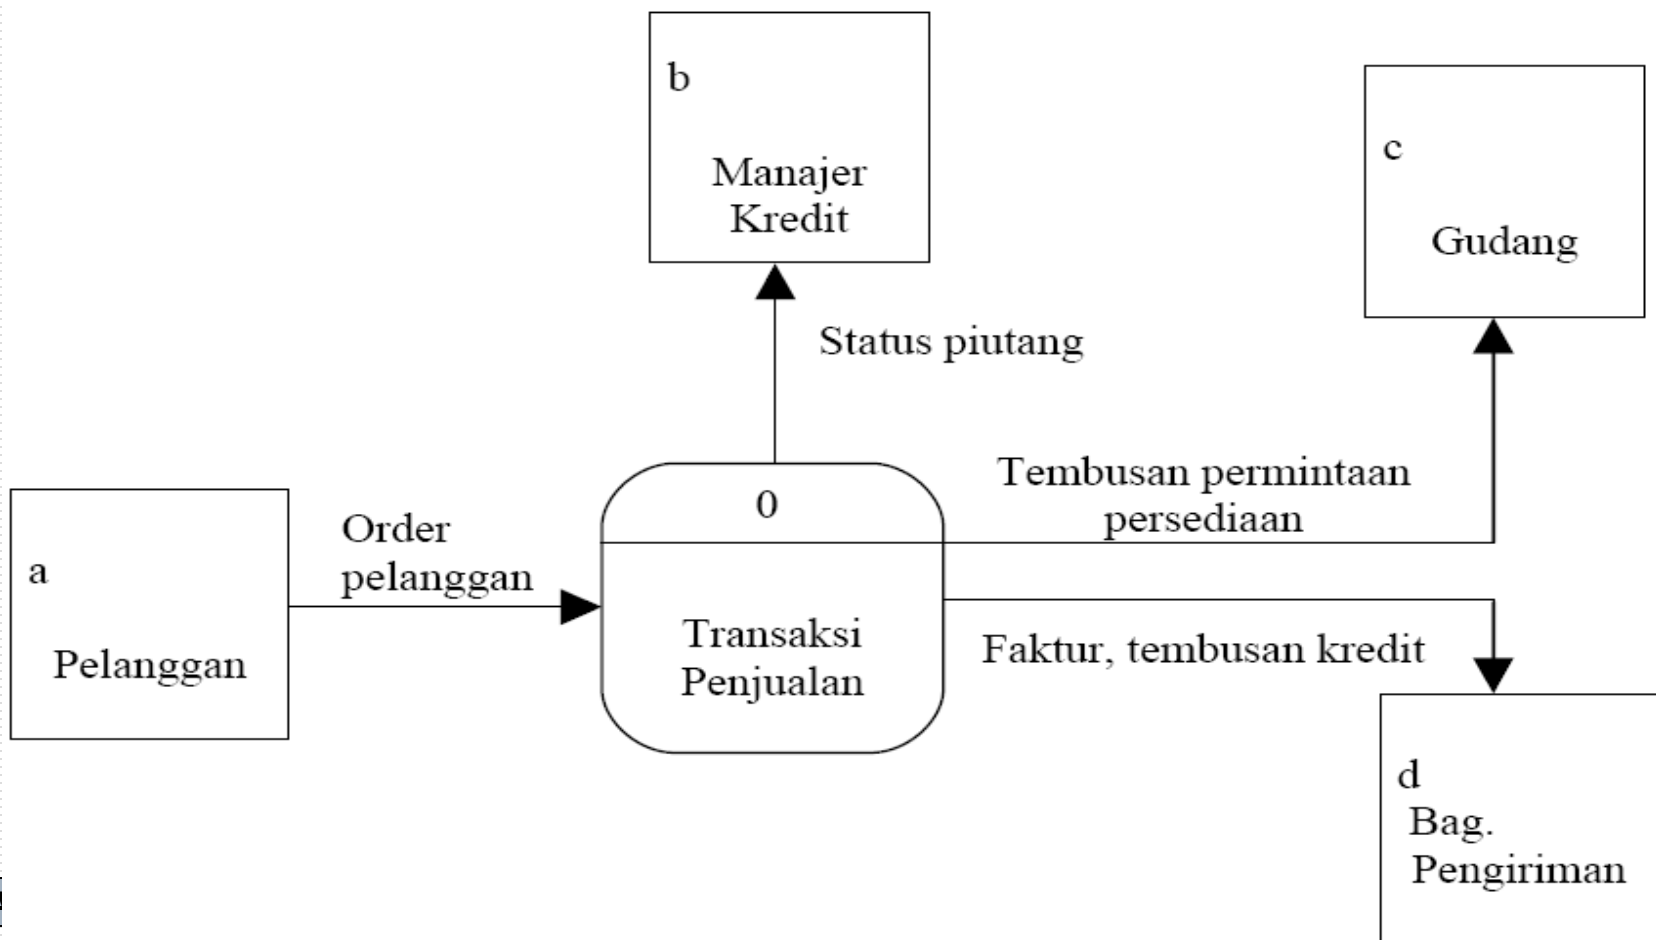 b
Manajer
Kredit
c
Gudang
Status piutang
Tembusan permintaan
persediaan
0
Order
pelanggan
a
Pelanggan
Transaksi
Penjualan
Faktur, tembusan kredit
d
Bag.
Pengiriman